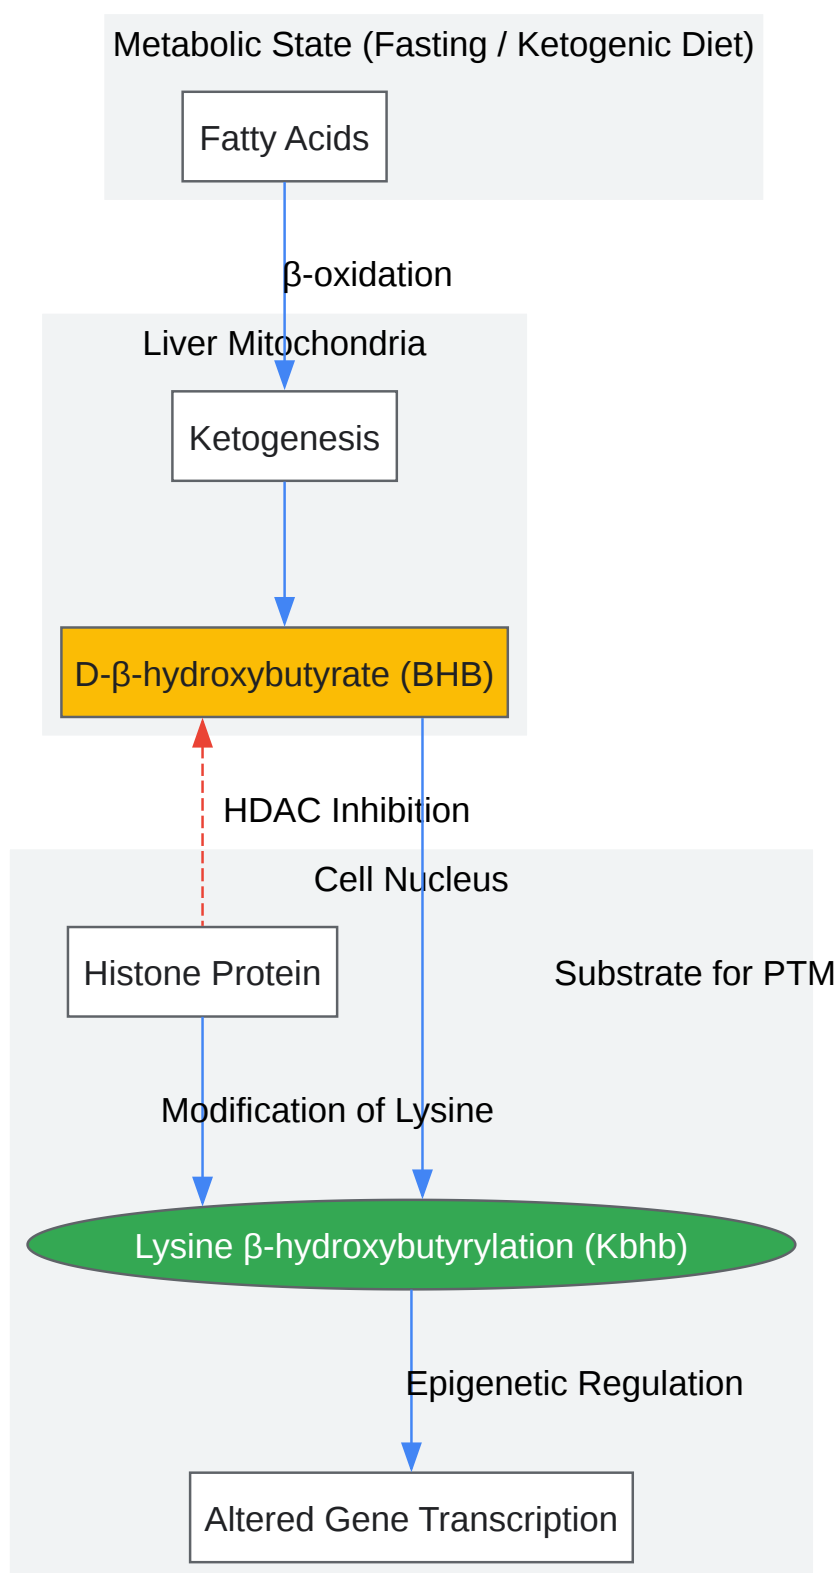 Metabolic State (Fasting / Ketogenic Diet)
Fatty Acids
β-oxidation
Liver Mitochondria
Ketogenesis
D-β-hydroxybutyrate (BHB)
HDAC Inhibition
Cell Nucleus
Histone Protein
Substrate for PTM
Modification of Lysine
Lysine β-hydroxybutyrylation (Kbhb)
Epigenetic Regulation
Altered Gene Transcription